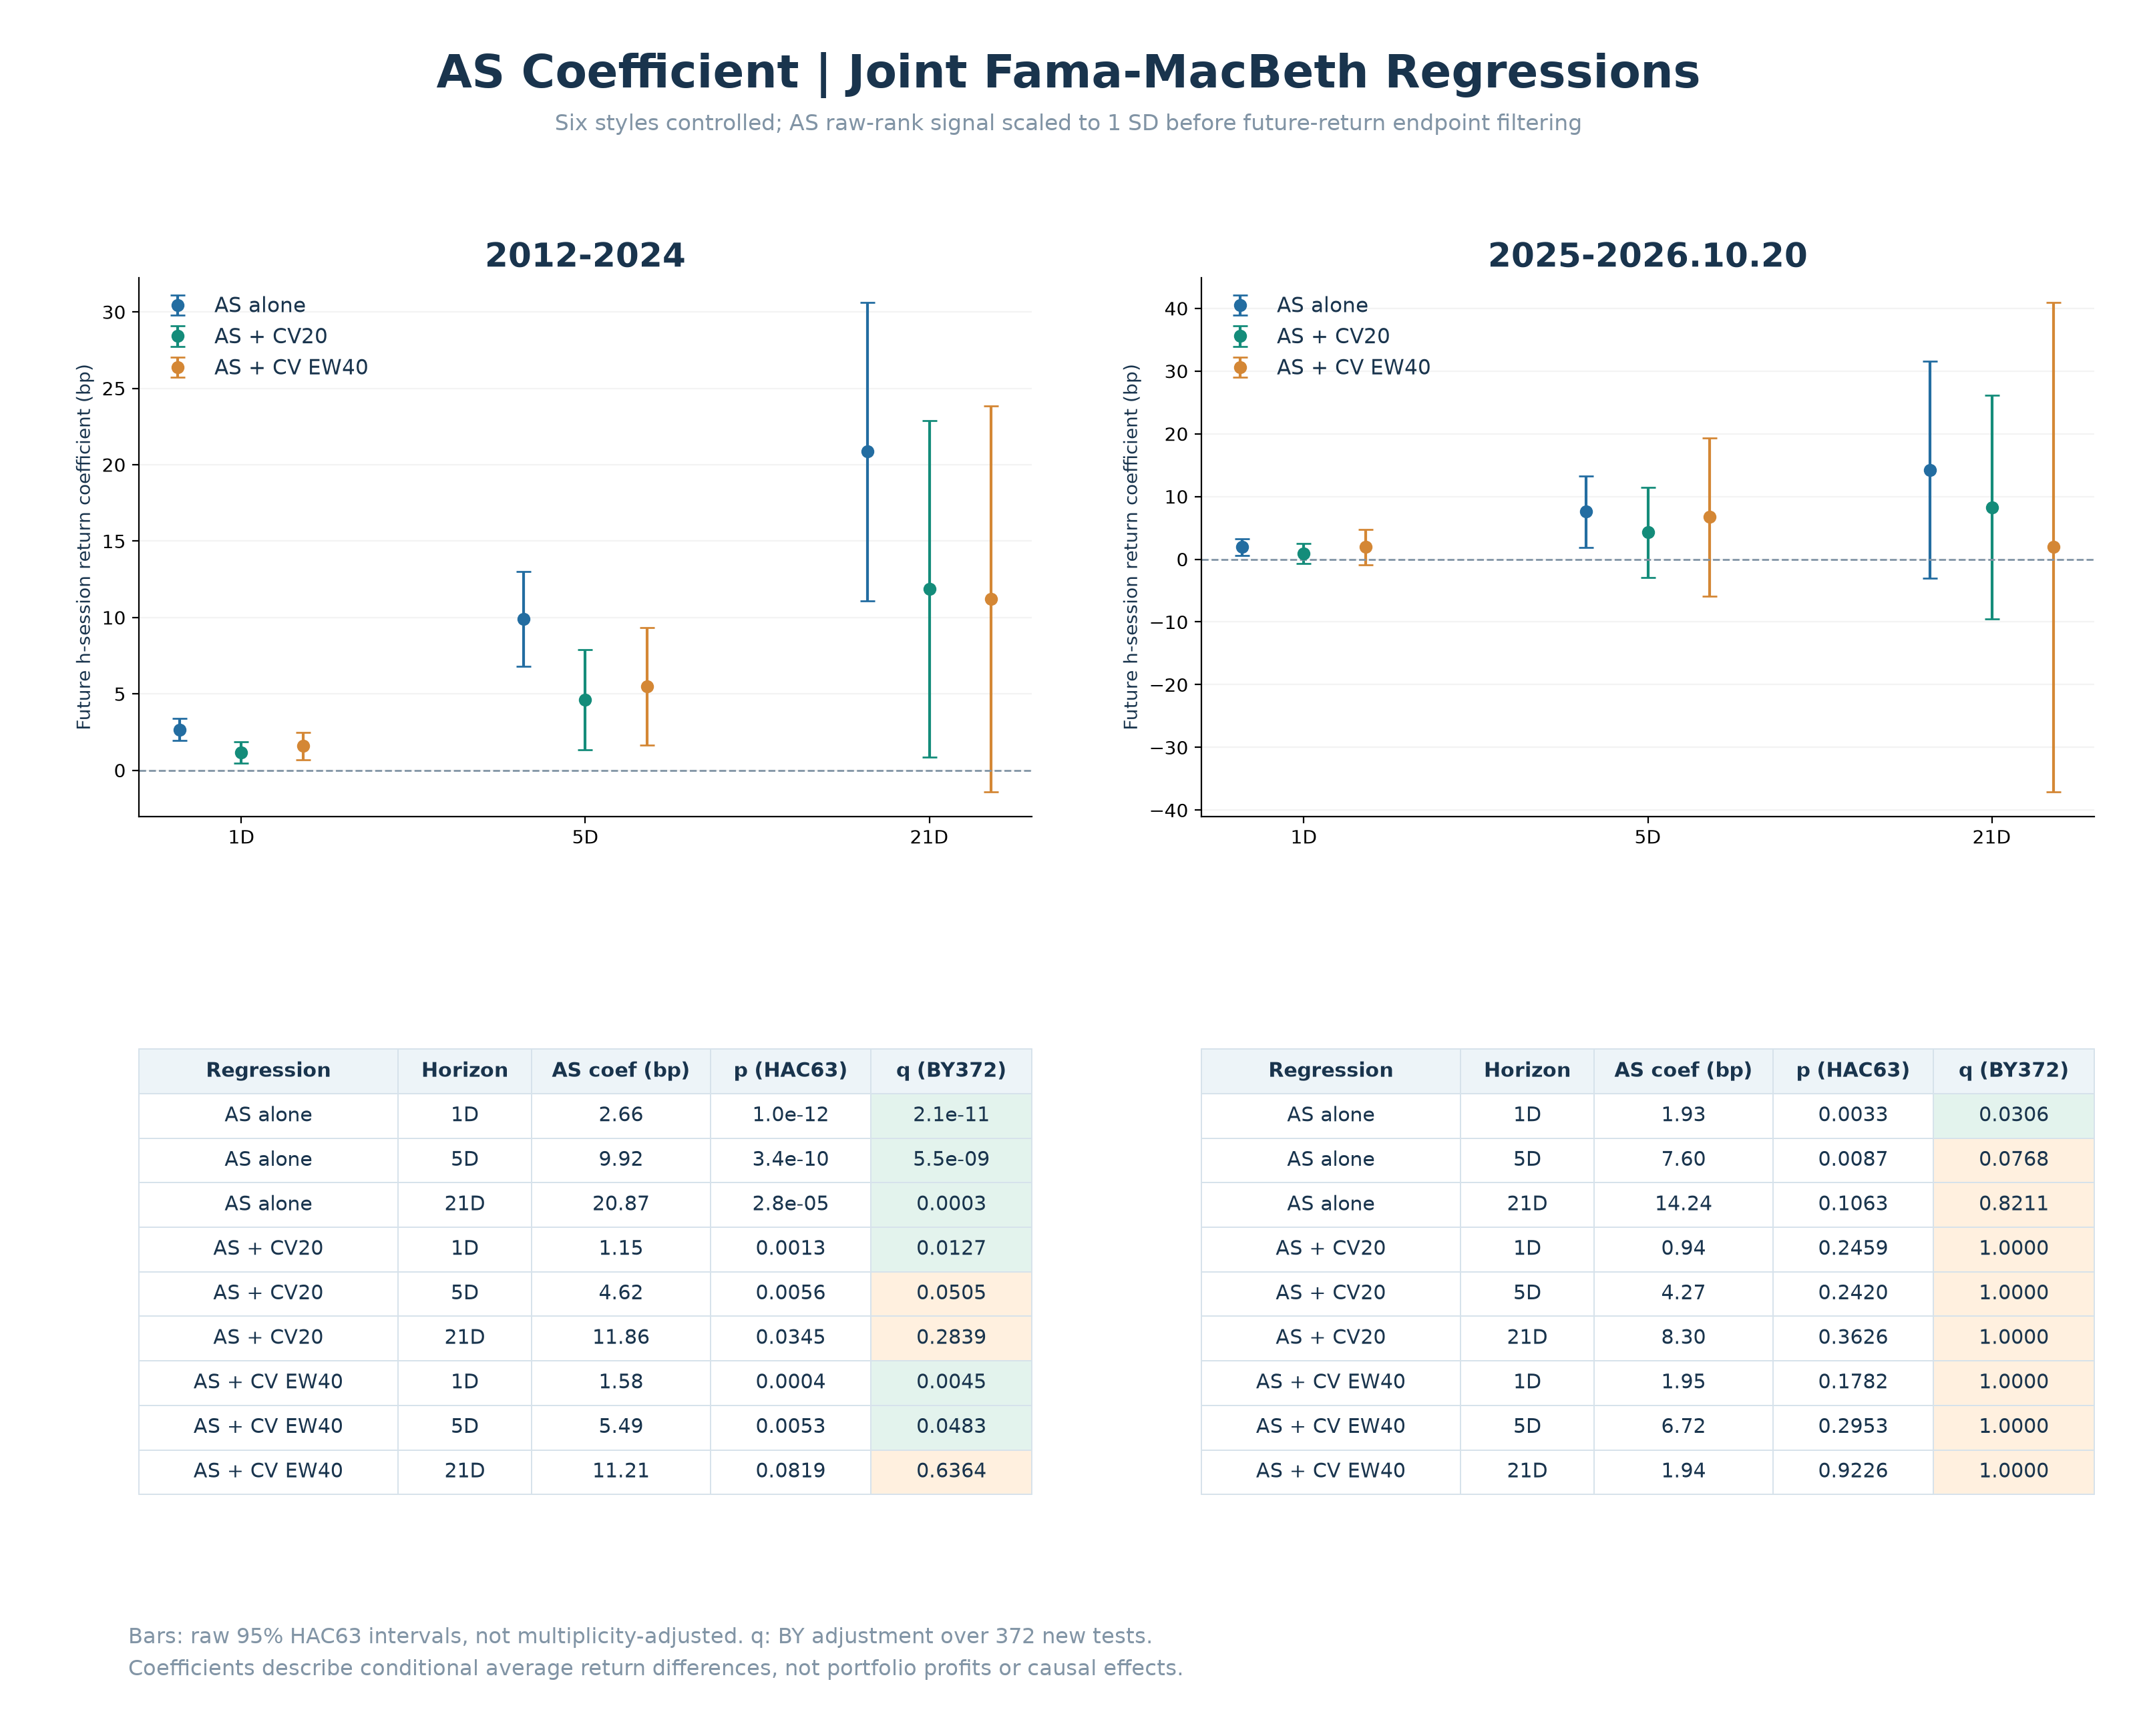 AS Coefficient | Joint Fama-MacBeth Regressions
Six styles controlled; AS raw-rank signal scaled to 1 SD before future-return endpoint filtering
2012-2024
AS alone
AS + CV20
AS + CV EW40
Future h-session return coefficient (bp)
30
25
20
15
10
5
0
1D 5D 21D
2025-2026.10.20
AS alone
AS + CV20
AS + CV EW40
Future h-session return coefficient (bp)
40
30
20
10
0
−10
−20
−30
−40
1D 5D 21D
Regression Horizon AS coef (bp) p (HAC63) q (BY372)
AS alone 1D 2.66 1.0e-12 2.1e-11
AS alone 5D 9.92 3.4e-10 5.5e-09
AS alone 21D 20.87 2.8e-05 0.0003
AS + CV20 1D 1.15 0.0013 0.0127
AS + CV20 5D 4.62 0.0056 0.0505
AS + CV20 21D 11.86 0.0345 0.2839
AS + CV EW40 1D 1.58 0.0004 0.0045
AS + CV EW40 5D 5.49 0.0053 0.0483
AS + CV EW40 21D 11.21 0.0819 0.6364
Regression Horizon AS coef (bp) p (HAC63) q (BY372)
AS alone 1D 1.93 0.0033 0.0306
AS alone 5D 7.60 0.0087 0.0768
AS alone 21D 14.24 0.1063 0.8211
AS + CV20 1D 0.94 0.2459 1.0000
AS + CV20 5D 4.27 0.2420 1.0000
AS + CV20 21D 8.30 0.3626 1.0000
AS + CV EW40 1D 1.95 0.1782 1.0000
AS + CV EW40 5D 6.72 0.2953 1.0000
AS + CV EW40 21D 1.94 0.9226 1.0000
Bars: raw 95% HAC63 intervals, not multiplicity-adjusted. q: BY adjustment over 372 new tests.
Coefficients describe conditional average return differences, not portfolio profits or causal effects.